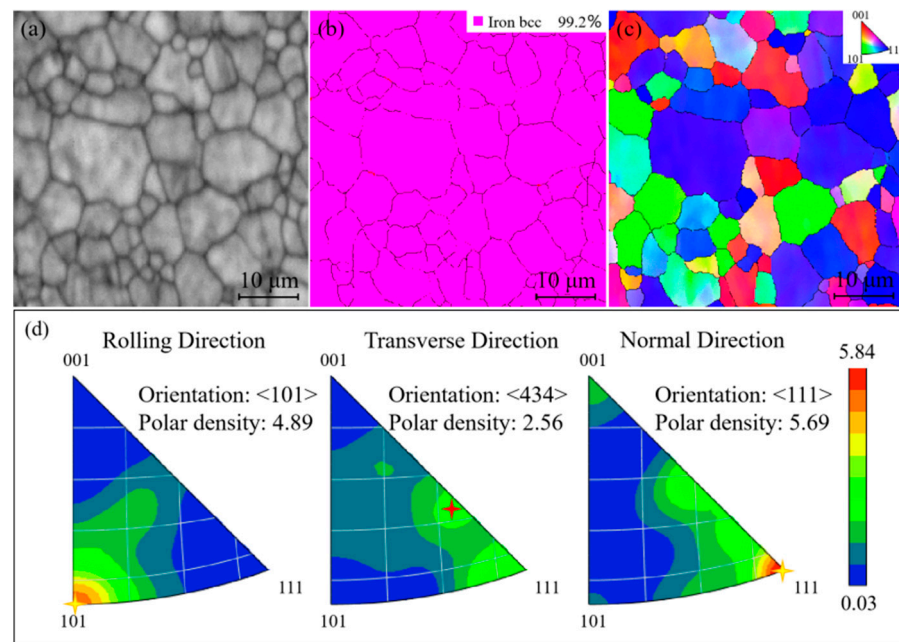 (a)
(b)
Iron bcc 99.2%
(c)
001
101
11
10 μm
10 μm
10 μm
(d)
Rolling Direction
Transverse Direction
Normal Direction
5.84
001
001
001
Orientation: <101>
Polar density: 4.89
Orientation: <434>
Polar density: 2.56
Orientation: <111>
Polar density: 5.69
111
111
111
101
101
101
0.03